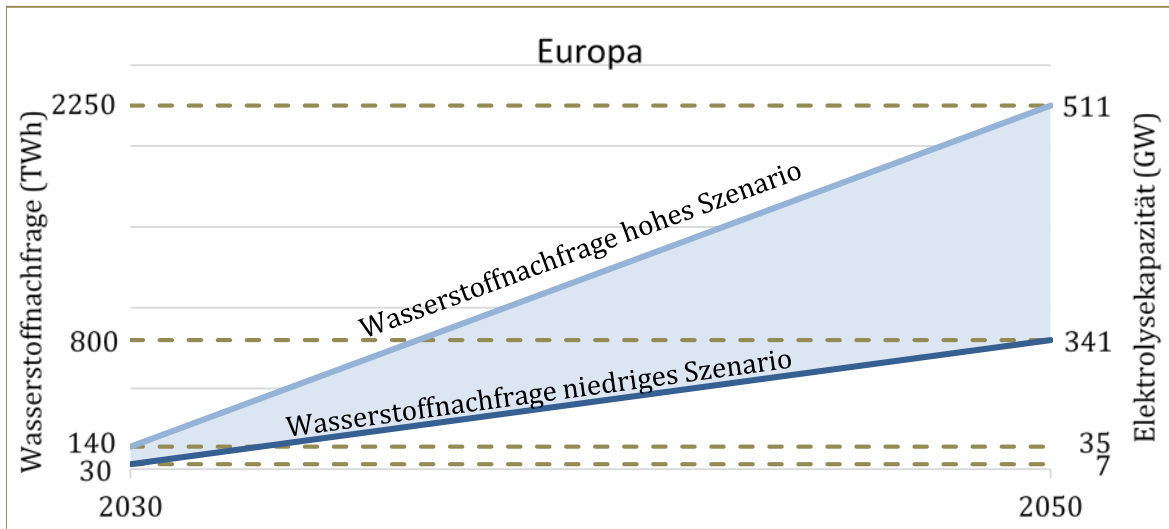 Europa
Wasserstoffnachfrage (TWh)
2250
800
140
30
Wasserstoffnachfrage hohes Szenario
Wasserstoffnachfrage niedriges Szenario
511
341
35
7
Elektrolysekapazität (GW)
2030
2050